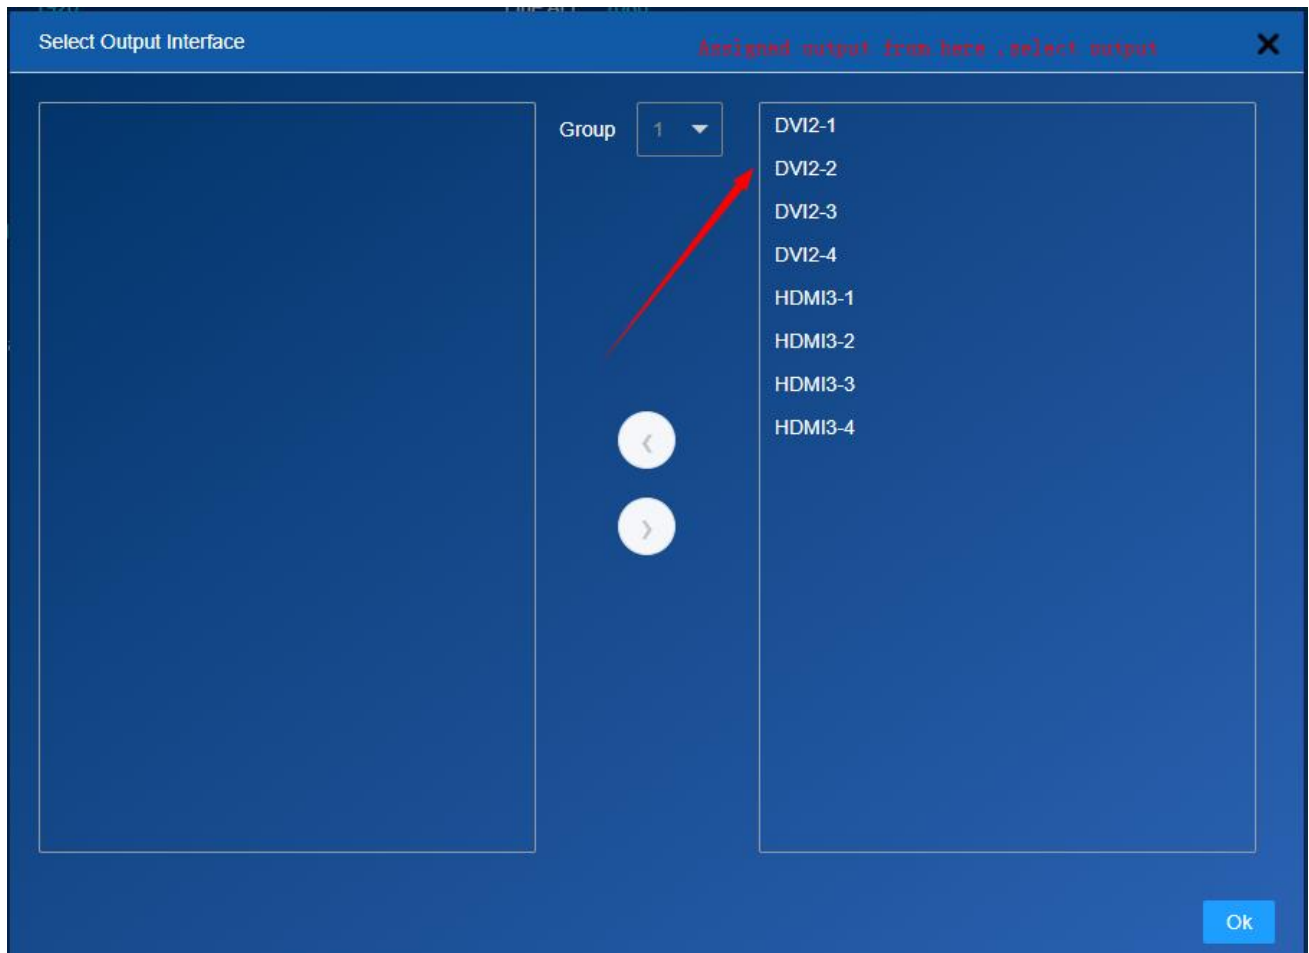 Select Output Interface
Assigned output from here ,select output
Group 1
DVI2-1
DVI2-2
DVI2-3
DVI2-4
HDMI3-1
HDMI3-2
HDMI3-3
HDMI3-4
Ok